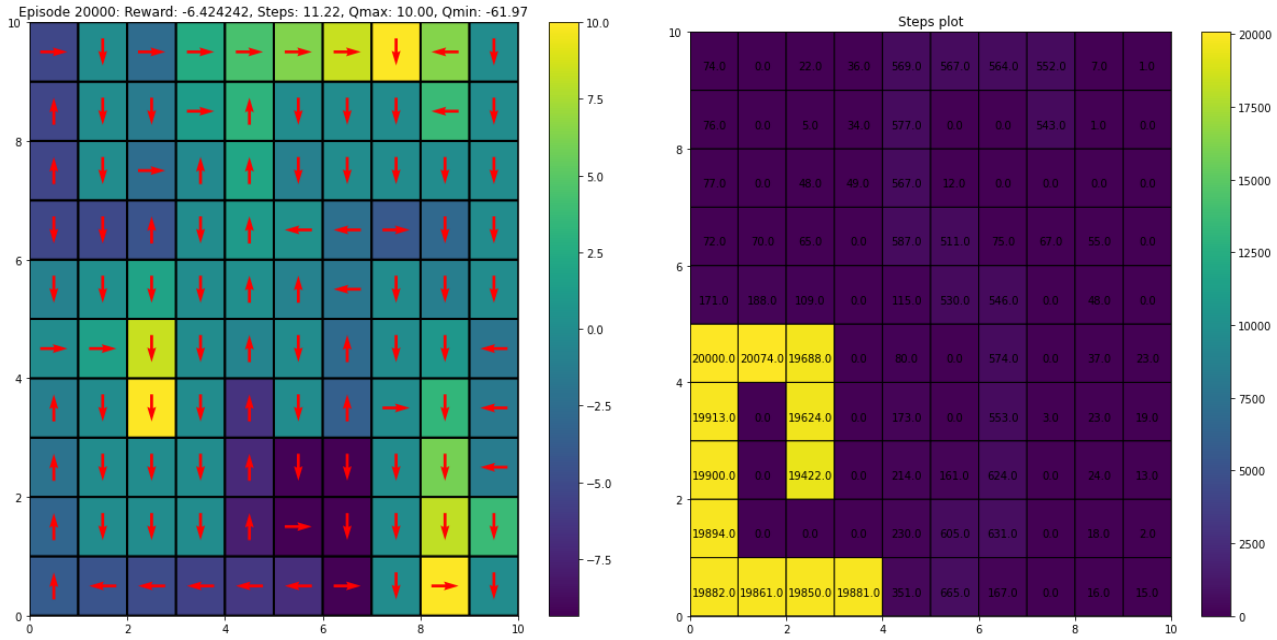 Episode 20000: Reward: -6.424242, Steps: 11.22, Qmax: 10.00, Qmin: -61.97
10
8
6
4
2
0
0 2 4 6 8 10
10.0
7.5
5.0
2.5
0.0
−2.5
−5.0
−7.5
Steps plot
10
8
6
4
2
0
74.0 0.0 22.0 36.0 569.0 567.0 564.0 552.0 7.0 1.0
76.0 0.0 5.0 34.0 577.0 0.0 0.0 543.0 1.0 0.0
77.0 0.0 48.0 49.0 567.0 12.0 0.0 0.0 0.0 0.0
72.0 70.0 65.0 0.0 587.0 511.0 75.0 67.0 55.0 0.0
171.0 188.0 109.0 0.0 115.0 530.0 546.0 0.0 48.0 0.0
20000.0 20074.0 19688.0 0.0 80.0 0.0 574.0 0.0 37.0 23.0
19913.0 0.0 19624.0 0.0 173.0 0.0 553.0 3.0 23.0 19.0
19900.0 0.0 19422.0 0.0 214.0 161.0 624.0 0.0 24.0 13.0
19894.0 0.0 0.0 0.0 230.0 605.0 631.0 0.0 18.0 2.0
19882.0 19861.0 19850.0 19881.0 351.0 665.0 167.0 0.0 16.0 15.0
0 2 4 6 8 10
20000
17500
15000
12500
10000
7500
5000
2500
0